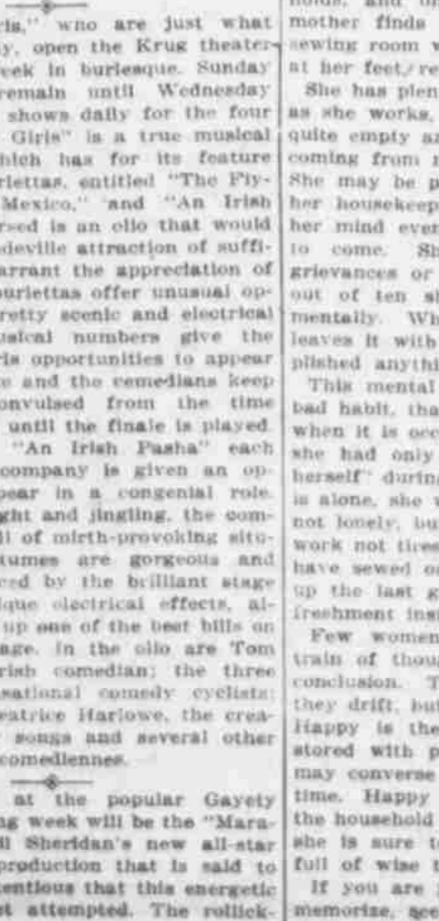 ris," who are just what
y, open the Krug theater
eek in burlesque. Sunday
remain until Wednesday
shows daily for the four
Girls" is a true musical
hich has for its feature
rlettas, entitled "The Fly-
Mexico," and "An Irish
rsed is an olio that would
deville attraction of suffi-
arrant the appreciation of
ourlettas offer unusual op-
retty scenic and electrical
usical numbers give the
ris opportunities to appear
e and the comedians keep
onvulsed from the time
until the finale is played.
"An Irish Pasha" each
company is given an op-
pear in a congenial role.
ght and jingling, the com-
ll of mirth-provoking situ-
tumes are gorgeous and
ced by the brilliant stage
ique electrical effects, al-
up one of the best bills on
age. In the olio are Tom
rish comedian; the three
sational comedy cyclists;
eatrice Harlowe, the crea-
songs and several other
comediennes.
at the popular Gayety
ng week will be the "Mara-
il Sheridan's new all-star
production that is said to
tentious that this energetic
st attempted. The rollick-
mother finds
sewing room w
at her feet, re
She has plen
as she works,
quite empty an
coming from r
She may be p
her housekeep
her mind even
to come. Sh
grievances or
out of ten sh
mentally. Wh
leaves it with
plished anythi
This mental
bad habit, tha
when it is occ
she had only
herself" during
is alone, she w
not lonely, bu
work not tires
have sewed on
up the last g
freshment ins
Few women
train of thou
conclusion. T
they drift, but
Happy is the
stored with p
may converse
time. Happy
the household
she is sure t
full of wise t
If you are
memorize, see